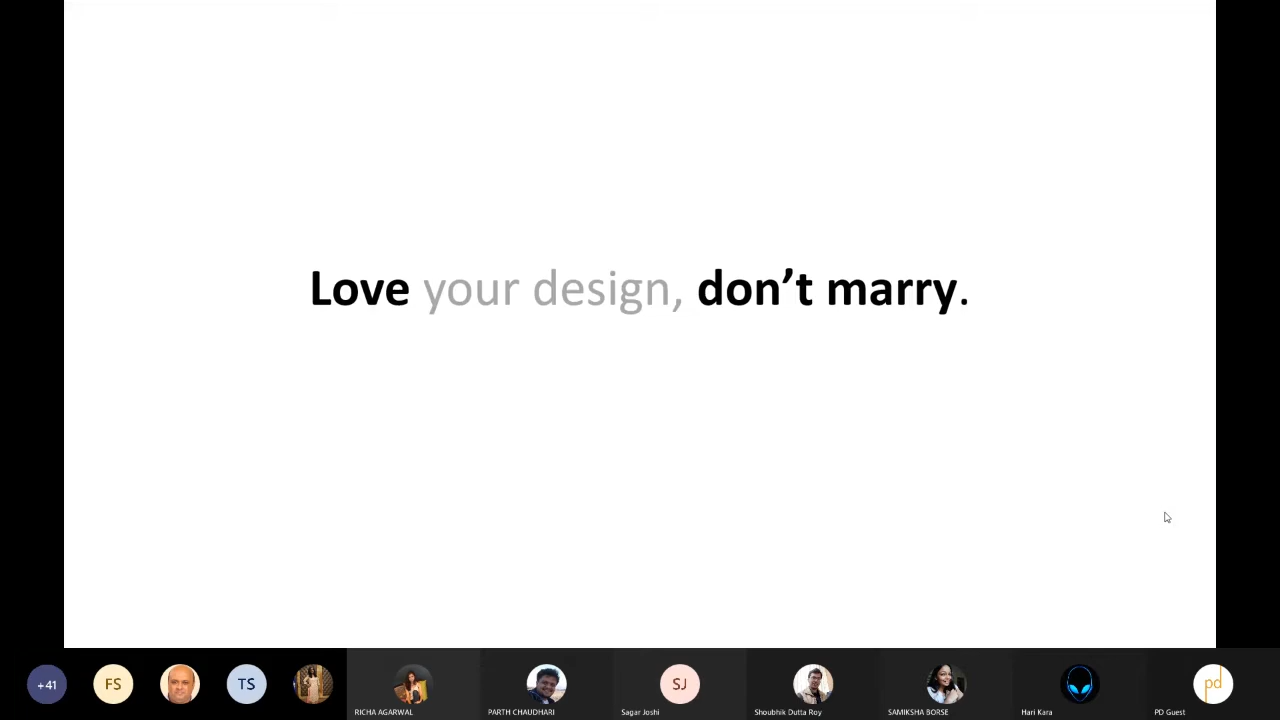 Love your design, don’t marry.
+41
FS
TS
SJ
pd
RICHA AGARWAL
PARTH CHAUDHARI
Sagar Joshi
Shoubhik Dutta Roy
SAMIKSHA BORSE
Hari Kara
PD Guest